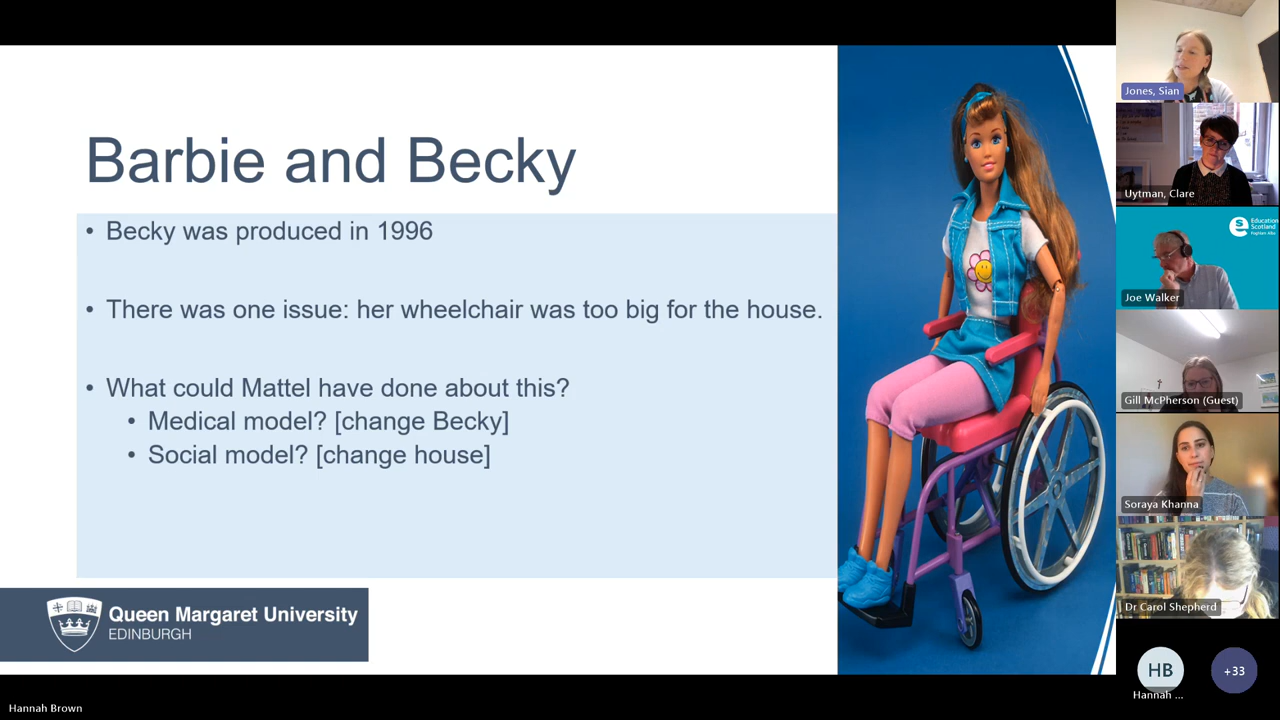 Barbie and Becky
• Becky was produced in 1996
• There was one issue: her wheelchair was too big for the house.
• What could Mattel have done about this?
• Medical model? [change Becky]
• Social model? [change house]
Queen Margaret University
EDINBURGH
Hannah Brown
Jones, Sian
Uytman, Clare
Education
Scotland
Foghlam Alba
Joe Walker
Gill McPherson (Guest)
Soraya Khanna
Dr Carol Shepherd
HB
Hannah ...
+33